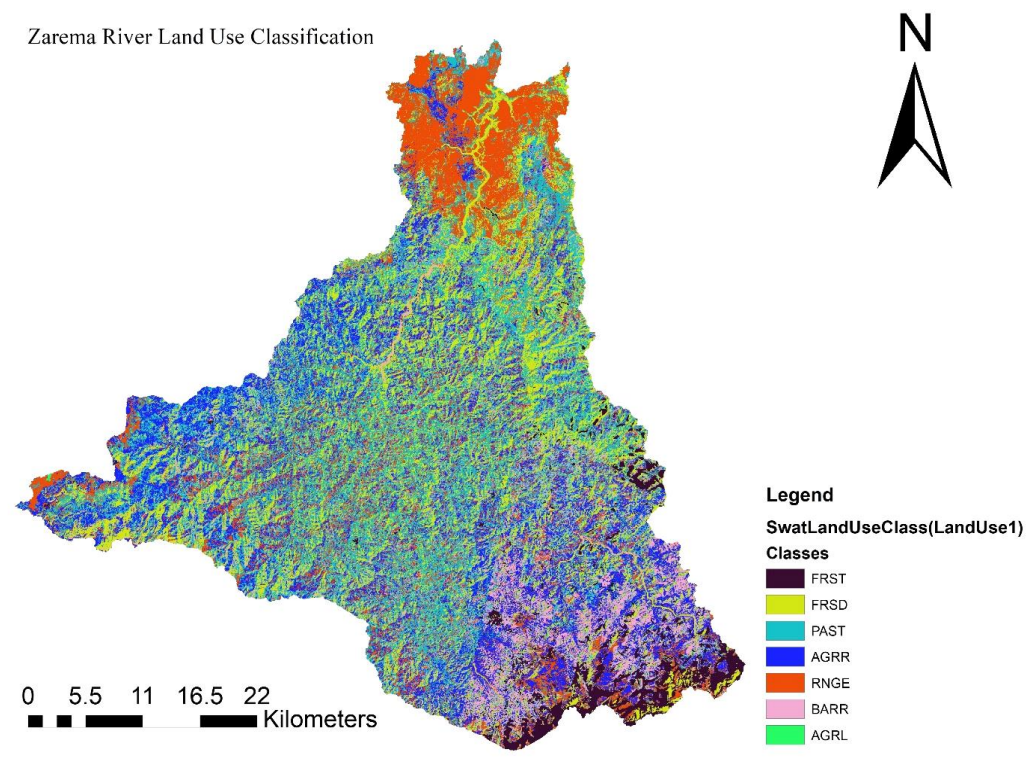 Zarema River Land Use Classification
N
Legend
SwatLandUseClass(LandUse1)
Classes
FRST
FRSD
PAST
AGRR
RNGE
BARR
AGRL
0 5.5 11 16.5 22
Kilometers